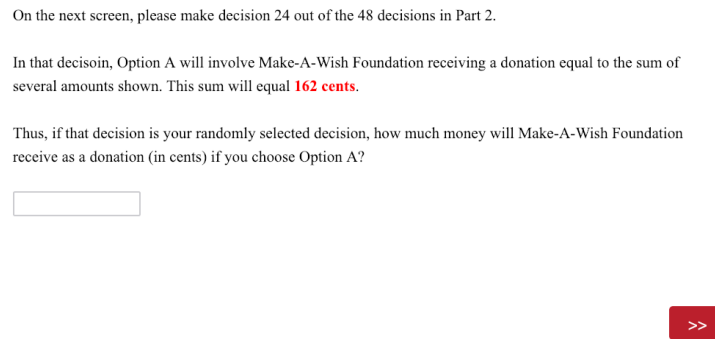 On the next screen, please make decision 24 out of the 48 decisions in Part 2.
In that decisoin, Option A will involve Make-A-Wish Foundation receiving a donation equal to the sum of
several amounts shown. This sum will equal 162 cents.
Thus, if that decision is your randomly selected decision, how much money will Make-A-Wish Foundation
receive as a donation (in cents) if you choose Option A?
>>